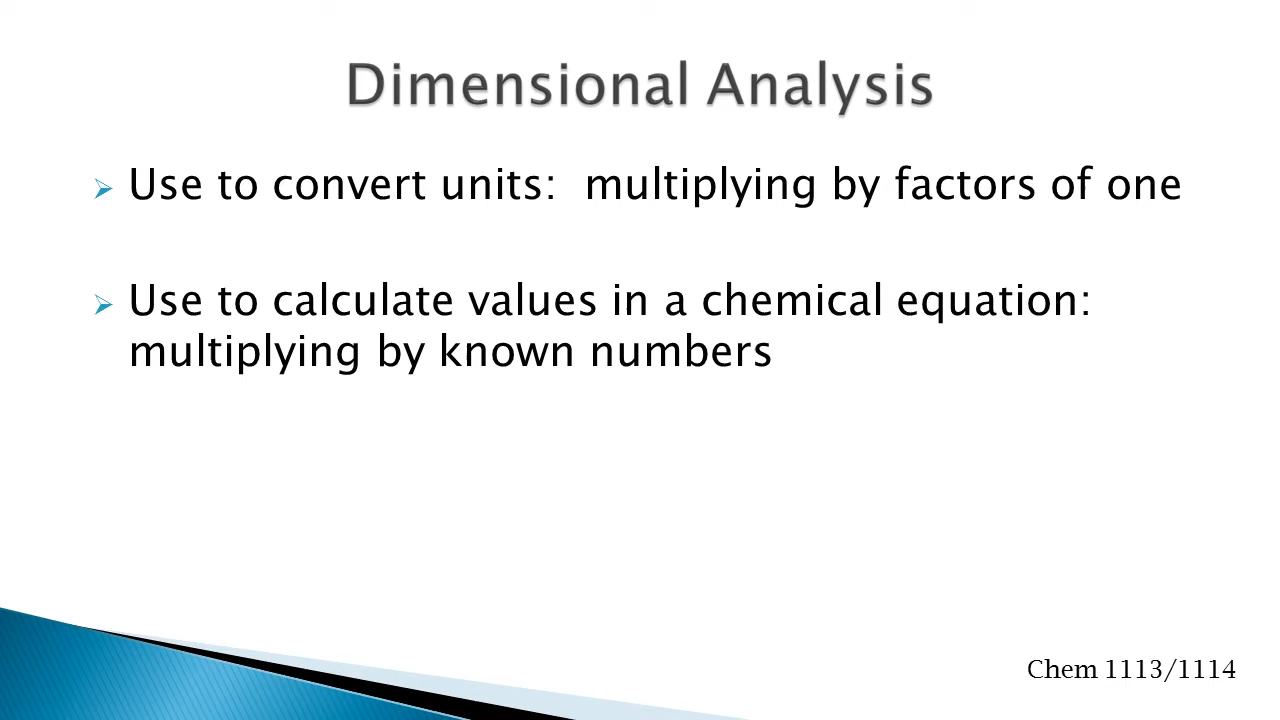 Dimensional Analysis
Use to convert units:  multiplying by factors of one
Use to calculate values in a chemical equation:
multiplying by known numbers
Chem 1113/1114